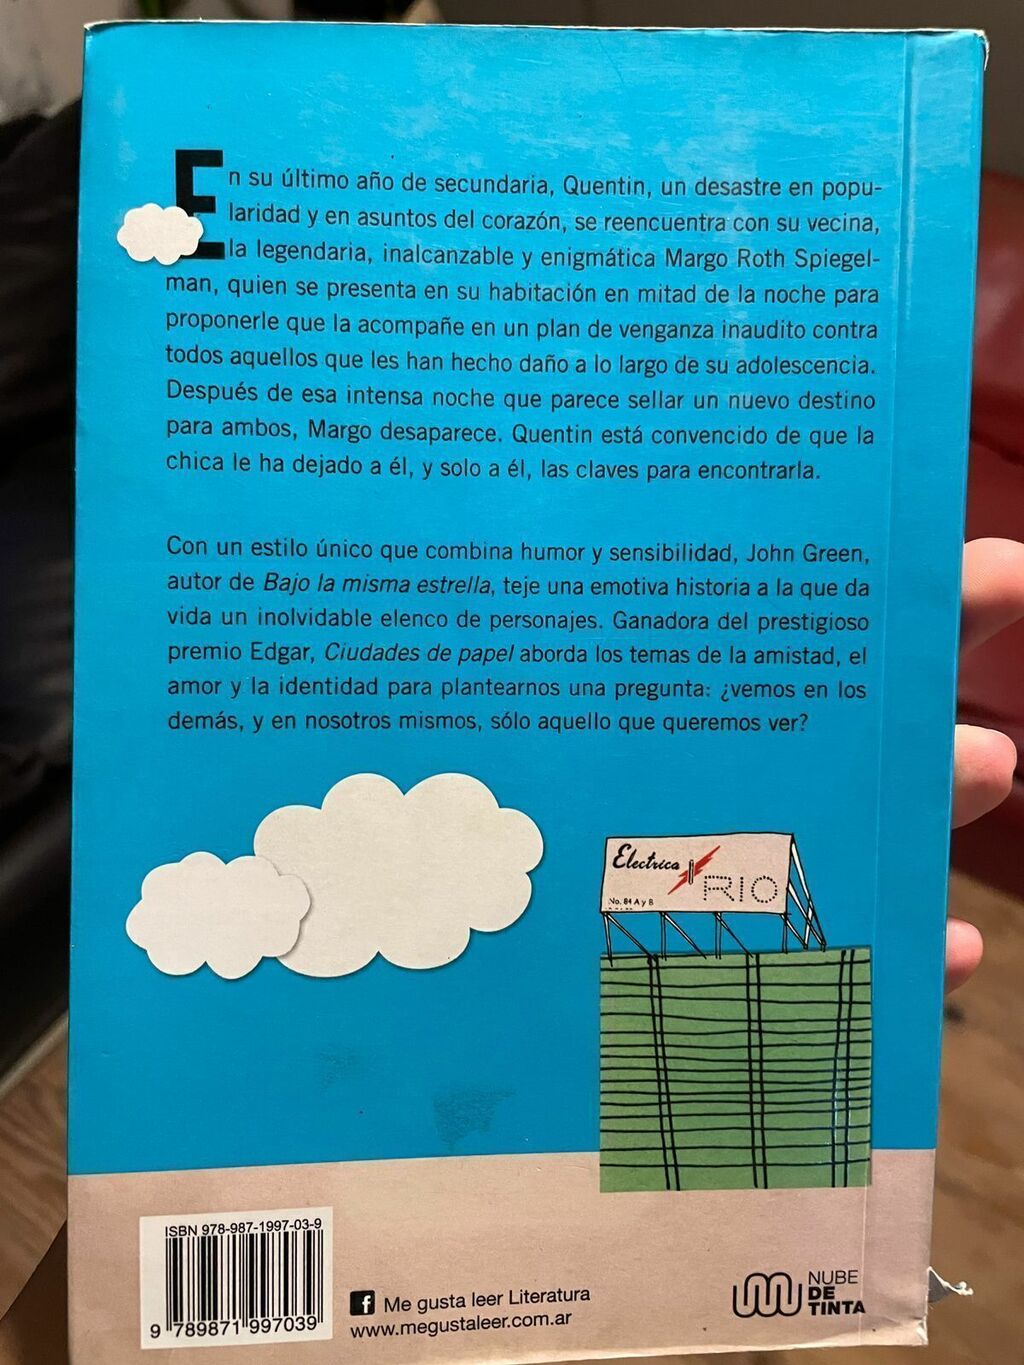 En su último año de secundaria, Quentin, un desastre en popu-
laridad y en asuntos del corazón, se reencuentra con su vecina,
la legendaria, inalcanzable y enigmática Margo Roth Spiegel-
man, quien se presenta en su habitación en mitad de la noche para
proponerle que la acompañe en un plan de venganza inaudito contra
todos aquellos que les han hecho daño a lo largo de su adolescencia.
Después de esa intensa noche que parece sellar un nuevo destino
para ambos, Margo desaparece. Quentin está convencido de que la
chica le ha dejado a él, y solo a él, las claves para encontrarla.
Con un estilo único que combina humor y sensibilidad, John Green,
autor de Bajo la misma estrella, teje una emotiva historia a la que da
vida un inolvidable elenco de personajes. Ganadora del prestigioso
premio Edgar, Ciudades de papel aborda los temas de la amistad, el
amor y la identidad para plantearnos una pregunta: ¿vemos en los
demás, y en nosotros mismos, sólo aquello que queremos ver?
Electrica
RIO
No. 84 A y B
ISBN 978-987-1997-03-9
9 789871 997039
f Me gusta leer Literatura
www.megustaleer.com.ar
NUBE
DE
TINTA